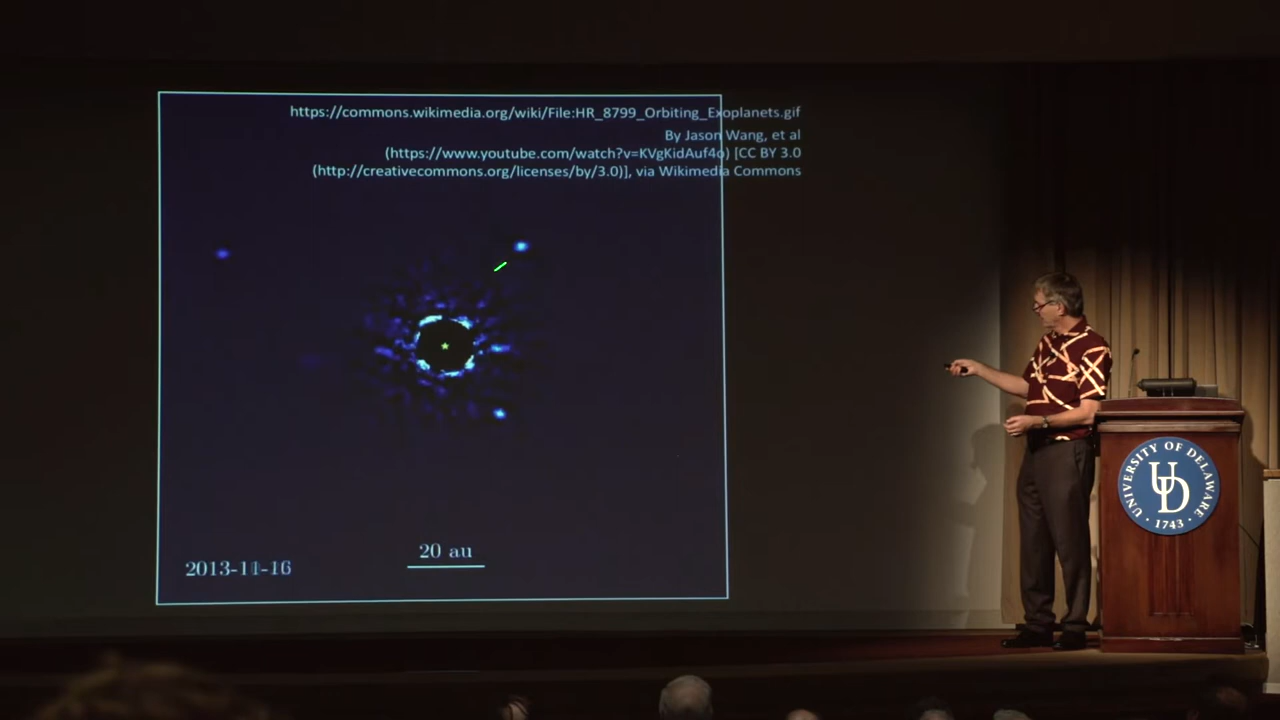 https://commons.wikimedia.org/wiki/File:HR_8799_Orbiting_Exoplanets.gif
By Jason Wang, et al
(https://www.youtube.com/watch?v=KVgKidAuf4o) [CC BY 3.0
(http://creativecommons.org/licenses/by/3.0)], via Wikimedia Commons
20 au
2013-11-16
UNIVERSITY OF DELAWARE
UD
· 1743 ·